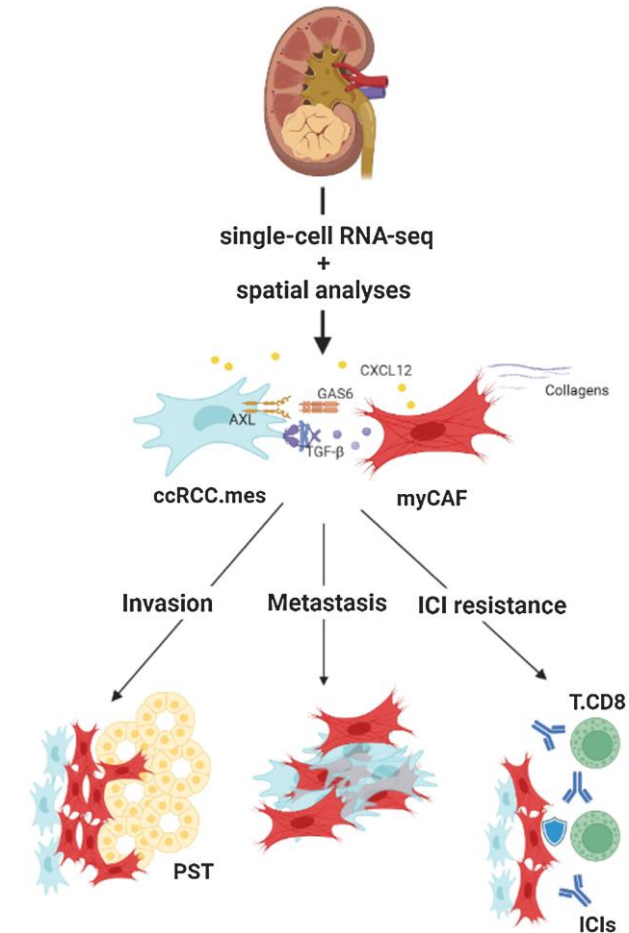 single-cell RNA-seq
+
spatial analyses
CXCL12
Collagens
GAS6
AXL
TGF-β
ccRCC.mes
myCAF
Invasion
Metastasis
ICI resistance
T.CD8
PST
ICIs